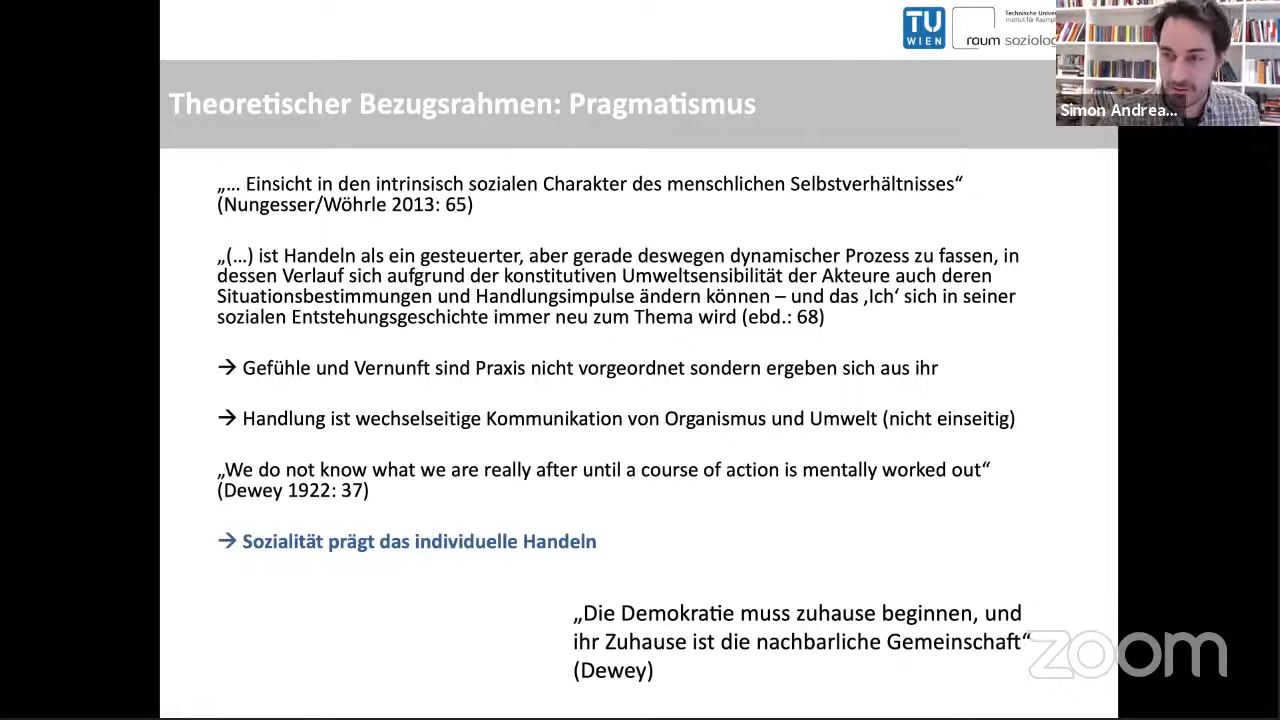 TU
WIEN
Technische Univer
Institut für Raumpl
raum soziolog
Simon Andrea...
Theoretischer Bezugsrahmen: Pragmatismus
„… Einsicht in den intrinsisch sozialen Charakter des menschlichen Selbstverhältnisses“
(Nungesser/Wöhrle 2013: 65)
„(…) ist Handeln als ein gesteuerter, aber gerade deswegen dynamischer Prozess zu fassen, in
dessen Verlauf sich aufgrund der konstitutiven Umweltsensibilität der Akteure auch deren
Situationsbestimmungen und Handlungsimpulse ändern können – und das ‚Ich‘ sich in seiner
sozialen Entstehungsgeschichte immer neu zum Thema wird (ebd.: 68)
→ Gefühle und Vernunft sind Praxis nicht vorgeordnet sondern ergeben sich aus ihr
→ Handlung ist wechselseitige Kommunikation von Organismus und Umwelt (nicht einseitig)
„We do not know what we are really after until a course of action is mentally worked out“
(Dewey 1922: 37)
→ Sozialität prägt das individuelle Handeln
„Die Demokratie muss zuhause beginnen, und
ihr Zuhause ist die nachbarliche Gemeinschaft“
(Dewey)
zoom